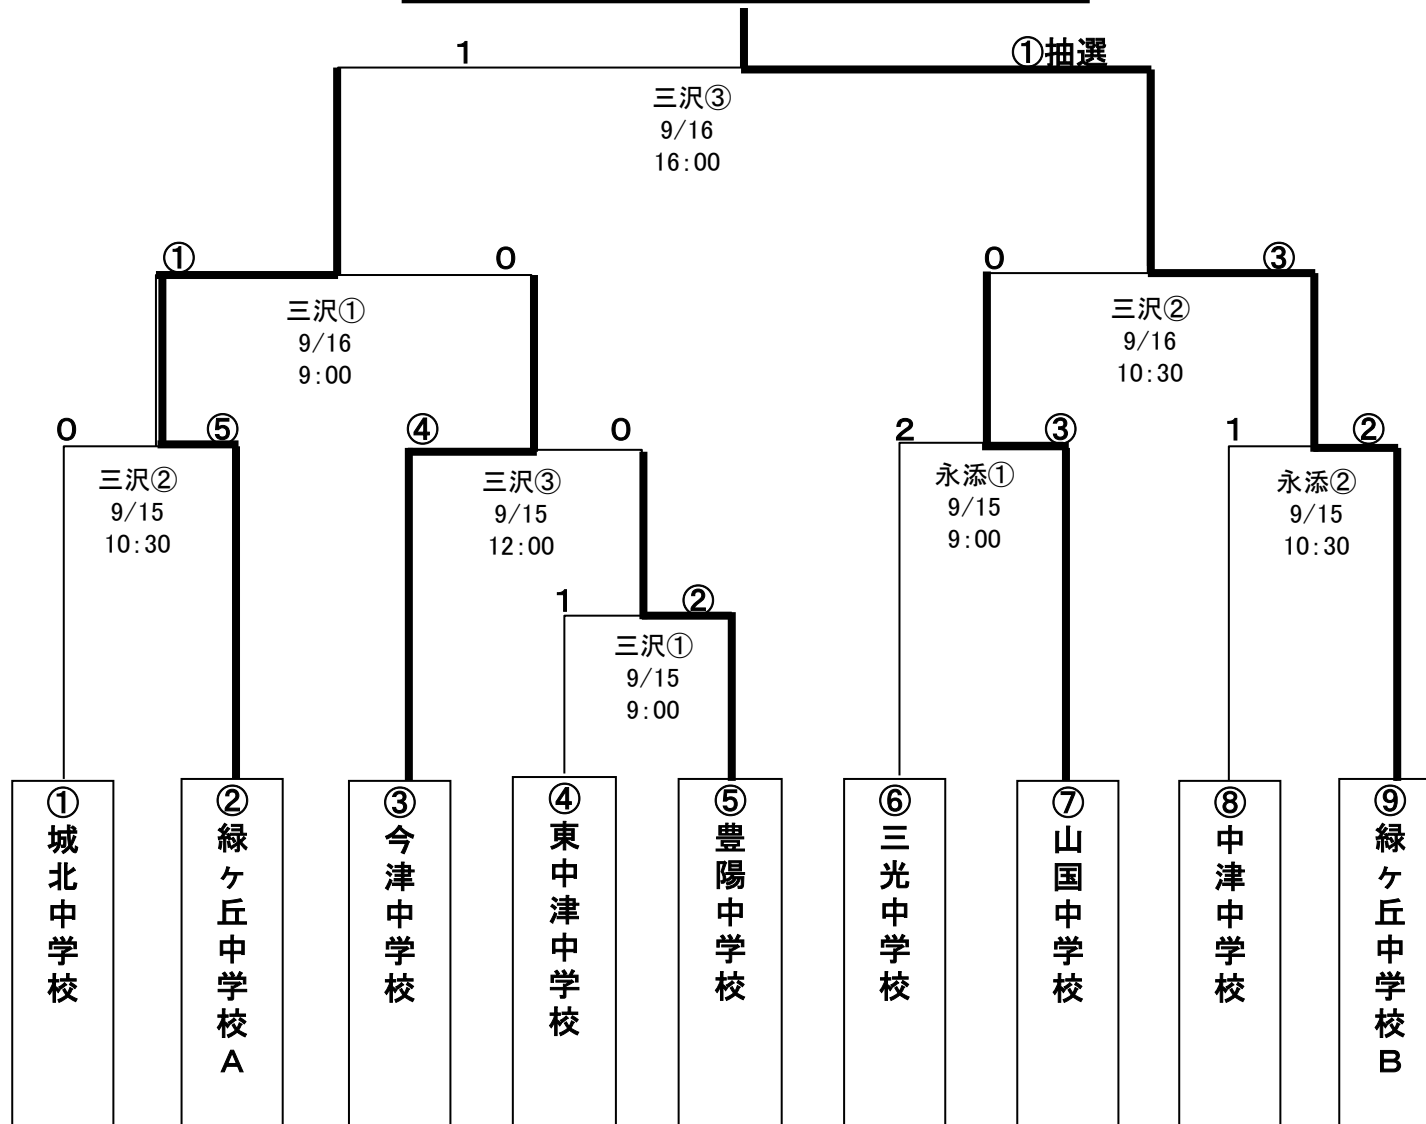 1
①抽選
三沢③
9/16
16:00
①
0
0
③
三沢①
9/16
9:00
三沢②
9/16
10:30
0
⑤
④
0
2
③
1
②
三沢②
9/15
10:30
三沢③
9/15
12:00
永添①
9/15
9:00
永添②
9/15
10:30
1
②
三沢①
9/15
9:00
①城北中学校
②緑ヶ丘中学校A
③今津中学校
④東中津中学校
⑤豊陽中学校
⑥三光中学校
⑦山国中学校
⑧中津中学校
⑨緑ヶ丘中学校B